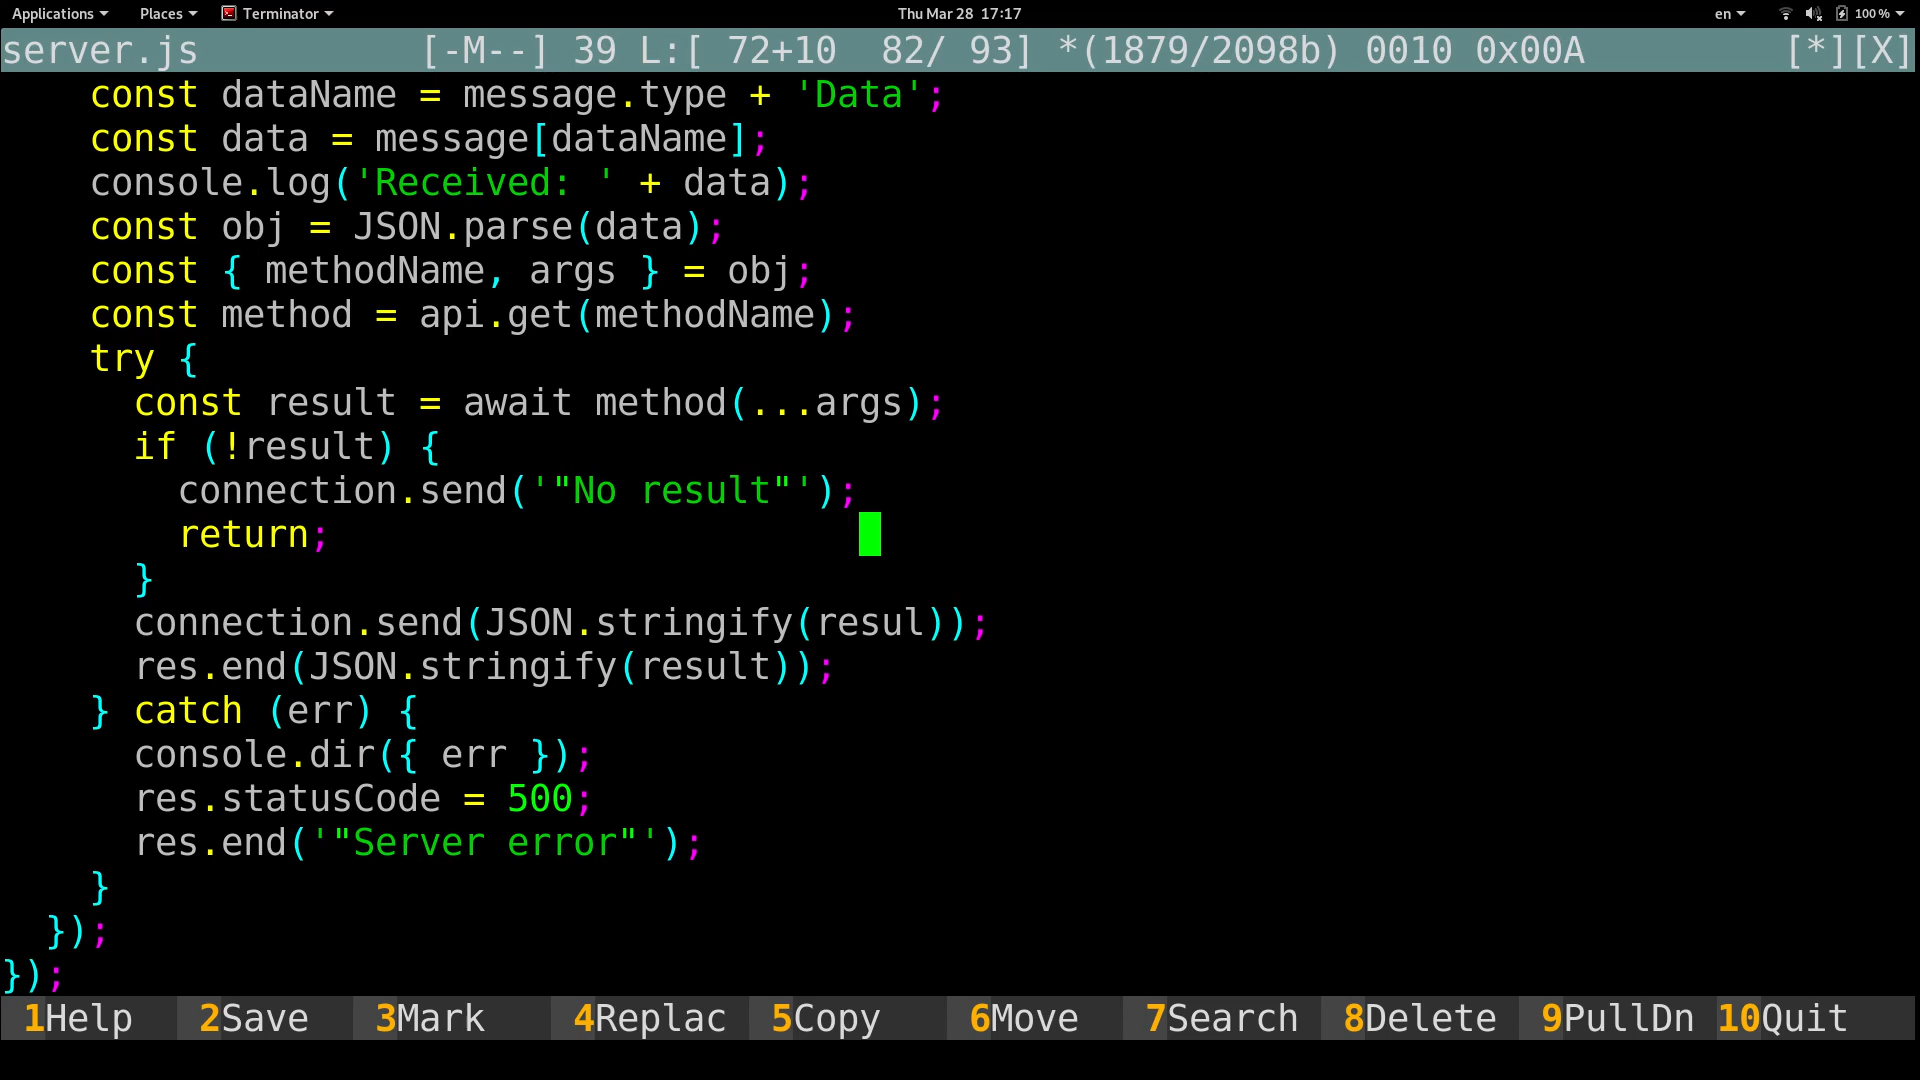 Applications Places Terminator Thu Mar 28 17:17 en 100 %
server.js [-M--] 39 L:[ 72+10 82/ 93] *(1879/2098b) 0010 0x00A [*][X]
const dataName = message.type + 'Data';
const data = message[dataName];
console.log('Received: ' + data);
const obj = JSON.parse(data);
const { methodName, args } = obj;
const method = api.get(methodName);
try {
const result = await method(...args);
if (!result) {
connection.send('"No result"');
return;
}
connection.send(JSON.stringify(resul));
res.end(JSON.stringify(result));
} catch (err) {
console.dir({ err });
res.statusCode = 500;
res.end('"Server error"');
}
});
});
1Help 2Save 3Mark 4Replac 5Copy 6Move 7Search 8Delete 9PullDn 10Quit